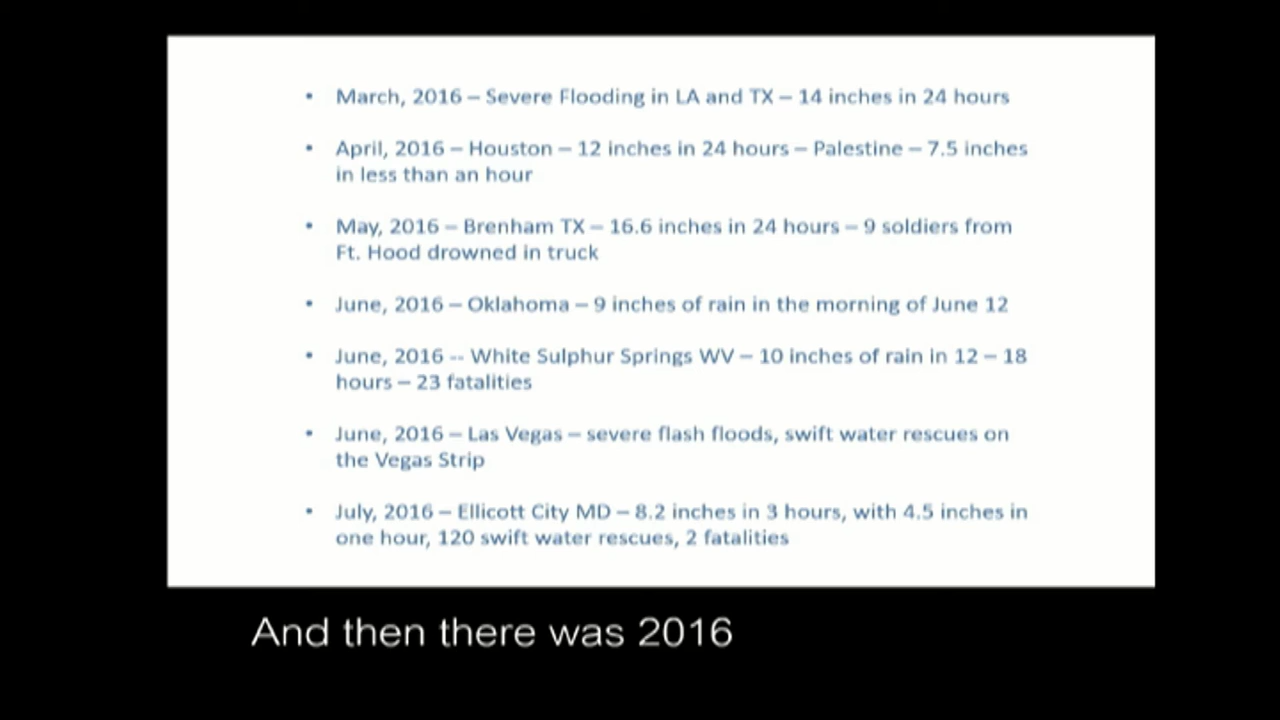 • March, 2016 – Severe Flooding in LA and TX – 14 inches in 24 hours
• April, 2016 – Houston – 12 inches in 24 hours – Palestine – 7.5 inches
in less than an hour
• May, 2016 – Brenham TX – 16.6 inches in 24 hours – 9 soldiers from
Ft. Hood drowned in truck
• June, 2016 – Oklahoma – 9 inches of rain in the morning of June 12
• June, 2016 -- White Sulphur Springs WV – 10 inches of rain in 12 – 18
hours – 23 fatalities
• June, 2016 – Las Vegas – severe flash floods, swift water rescues on
the Vegas Strip
• July, 2016 – Ellicott City MD – 8.2 inches in 3 hours, with 4.5 inches in
one hour, 120 swift water rescues, 2 fatalities
And then there was 2016